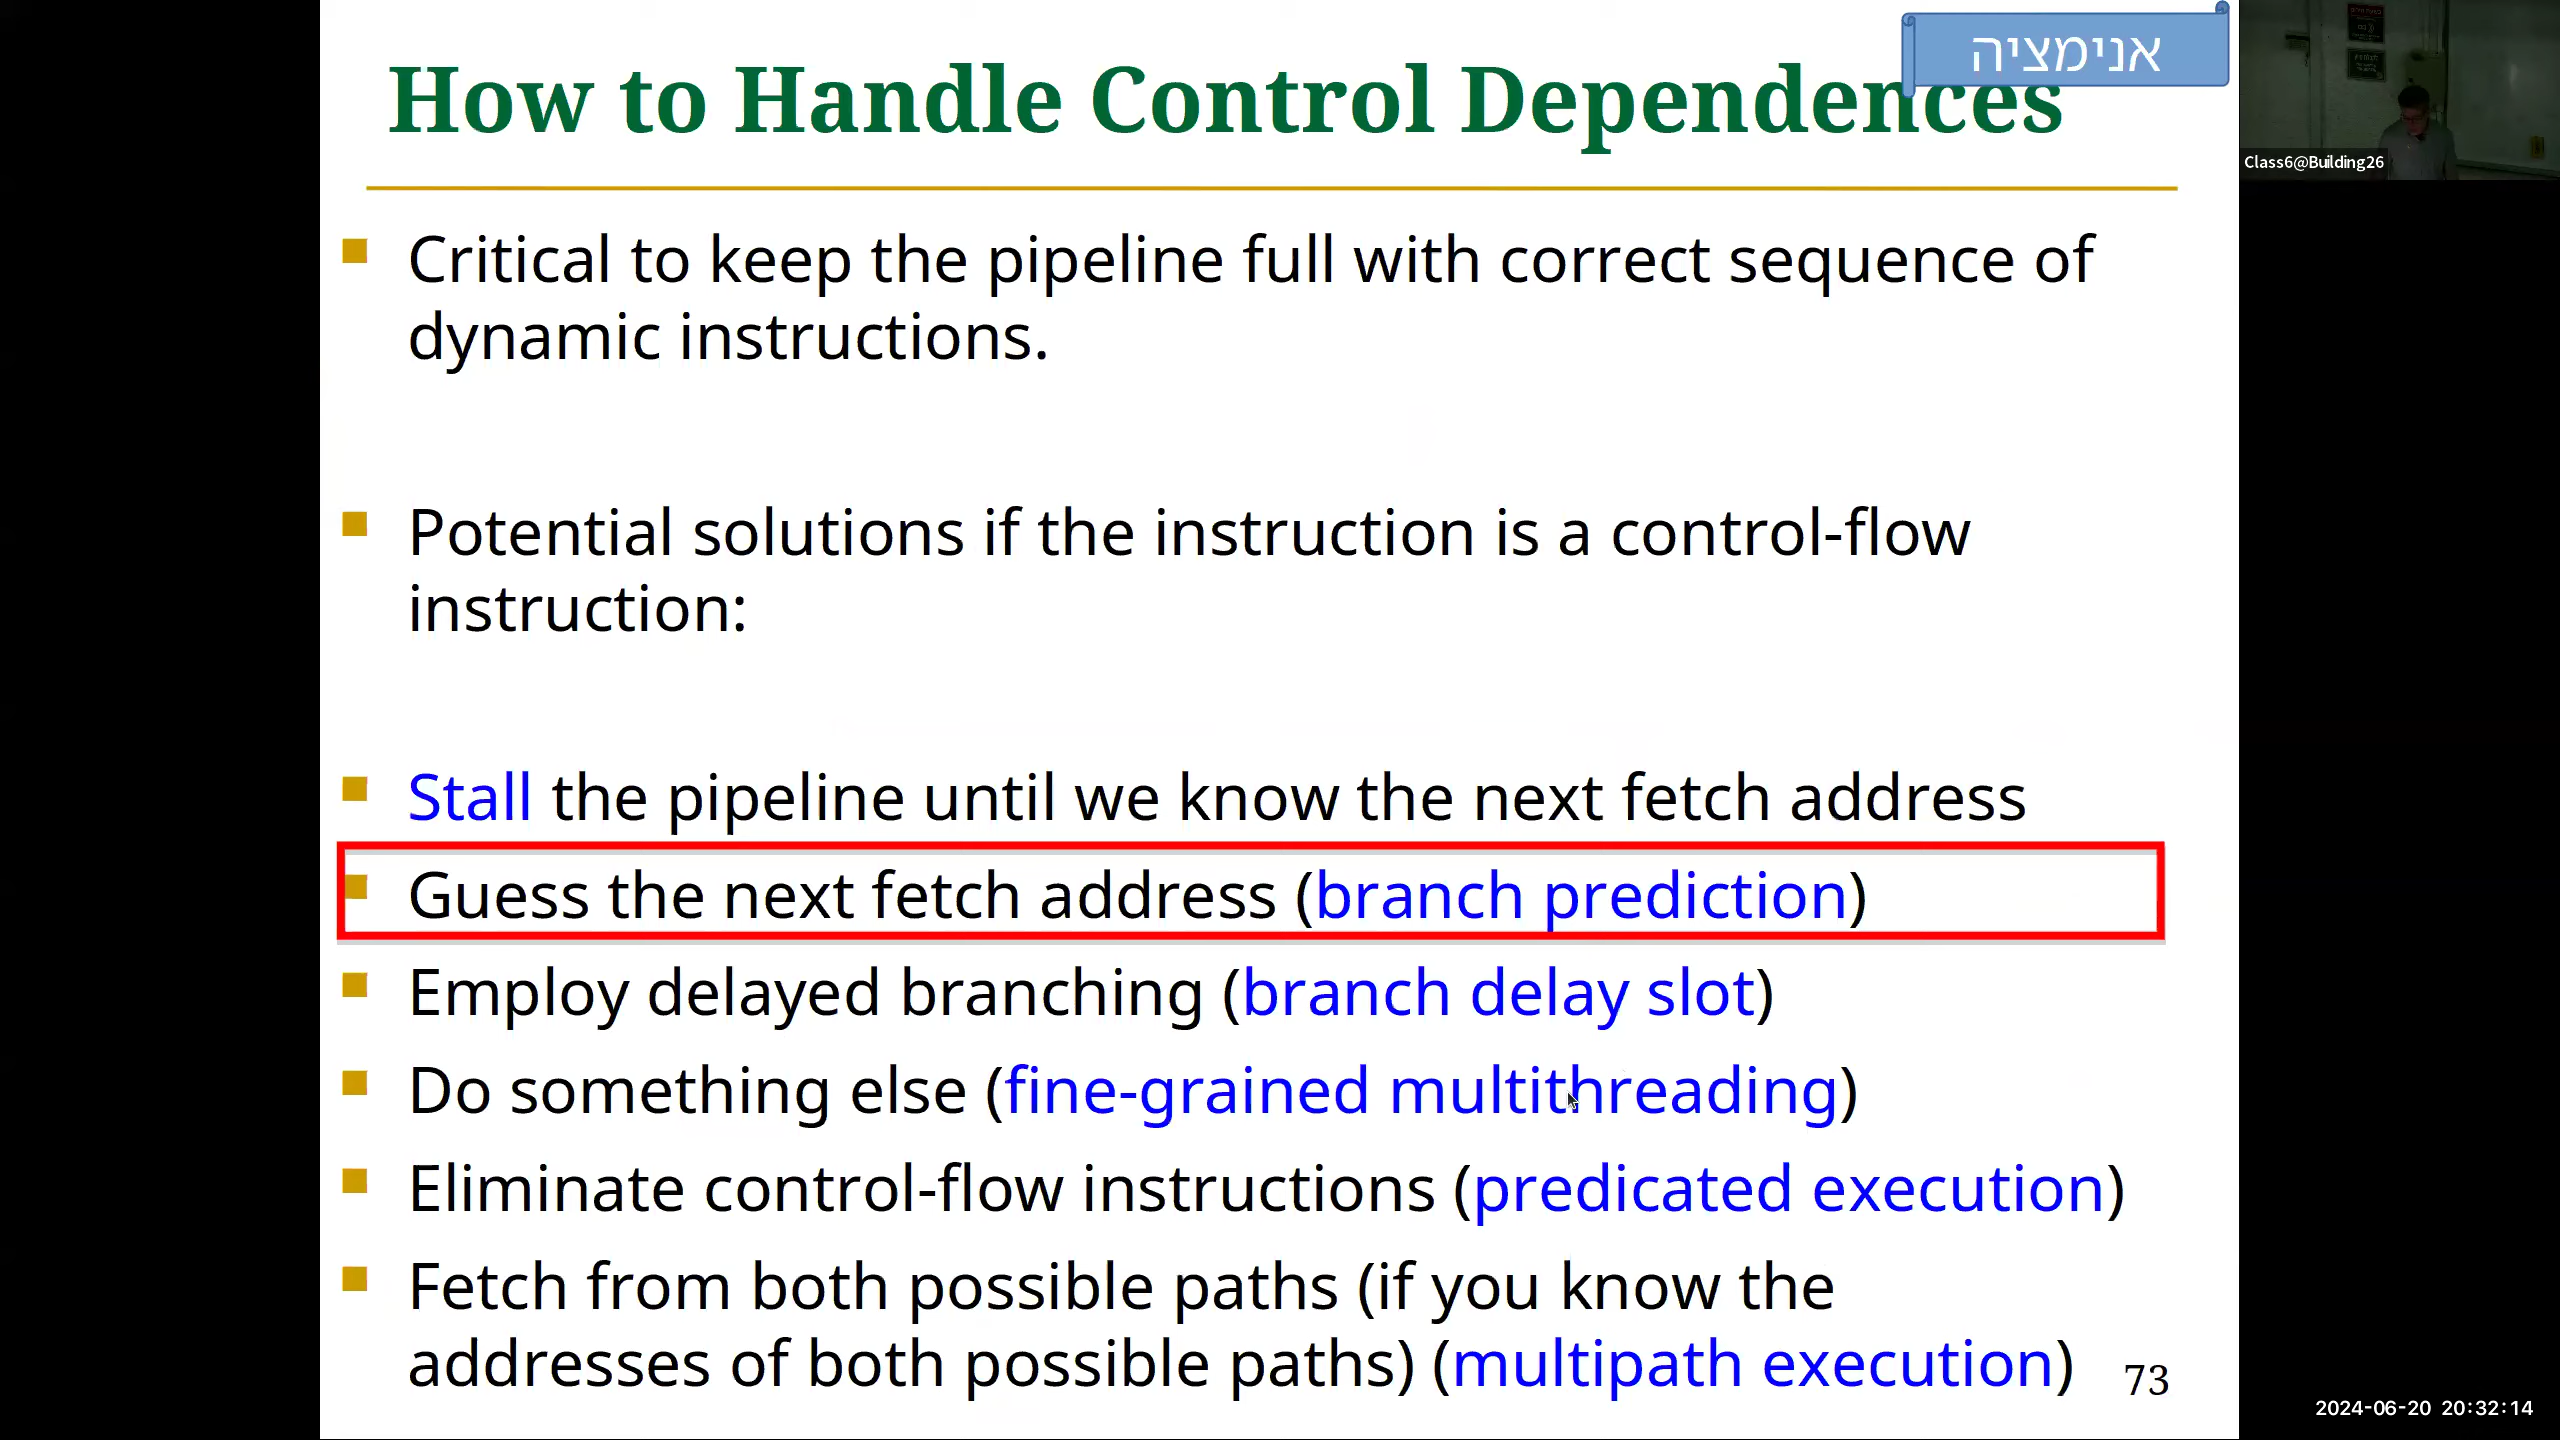 אנימציה
How to Handle Control Dependences
Class6@Building26
Critical to keep the pipeline full with correct sequence of
dynamic instructions.
Potential solutions if the instruction is a control-flow
instruction:
Stall the pipeline until we know the next fetch address
Guess the next fetch address (branch prediction)
Employ delayed branching (branch delay slot)
Do something else (fine-grained multithreading)
Eliminate control-flow instructions (predicated execution)
Fetch from both possible paths (if you know the
addresses of both possible paths) (multipath execution)
73
2024-06-20 20:32:14